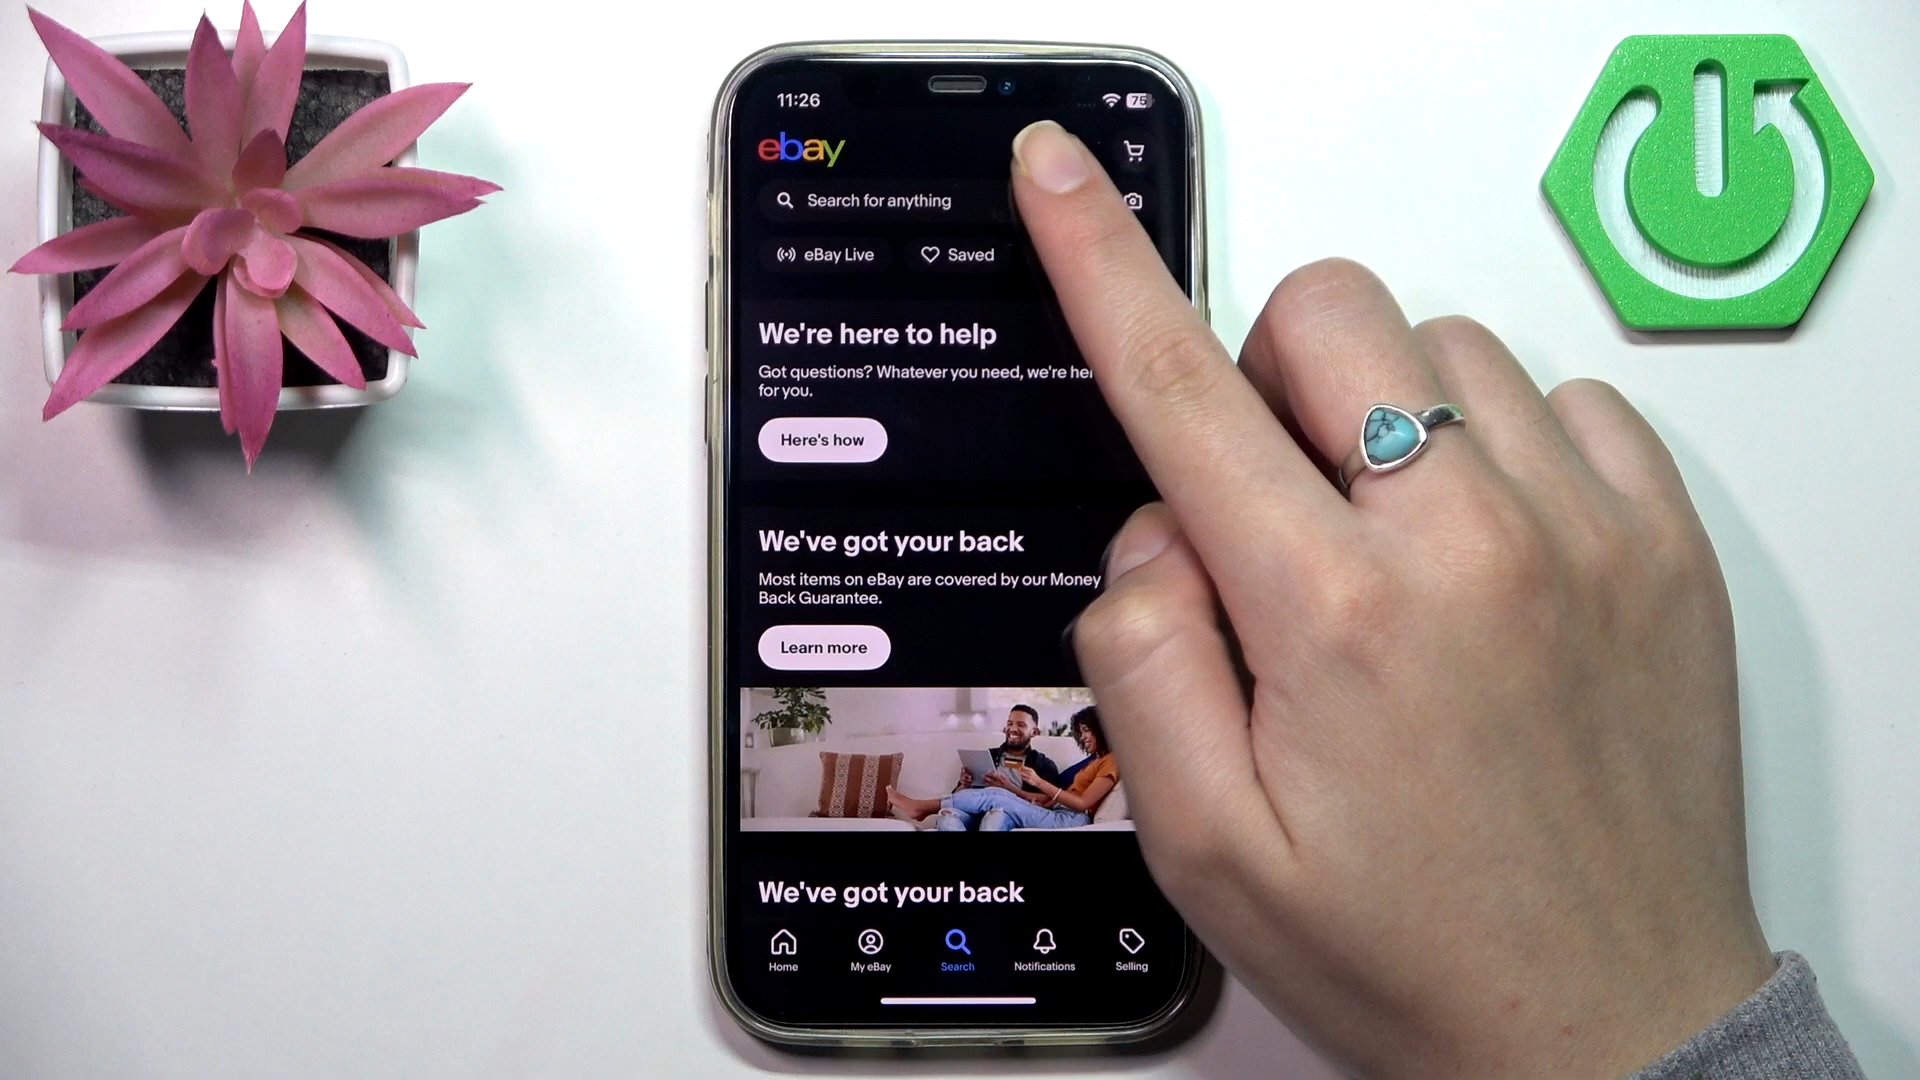 11:26
75
ebay
Search for anything
eBay Live
Saved
We're here to help
Got questions? Whatever you need, we're
for you.
Here's how
We've got your back
Most items on eBay are covered by our Money
Back Guarantee.
Learn more
We've got your back
Home
My eBay
Search
Notifications
Selling